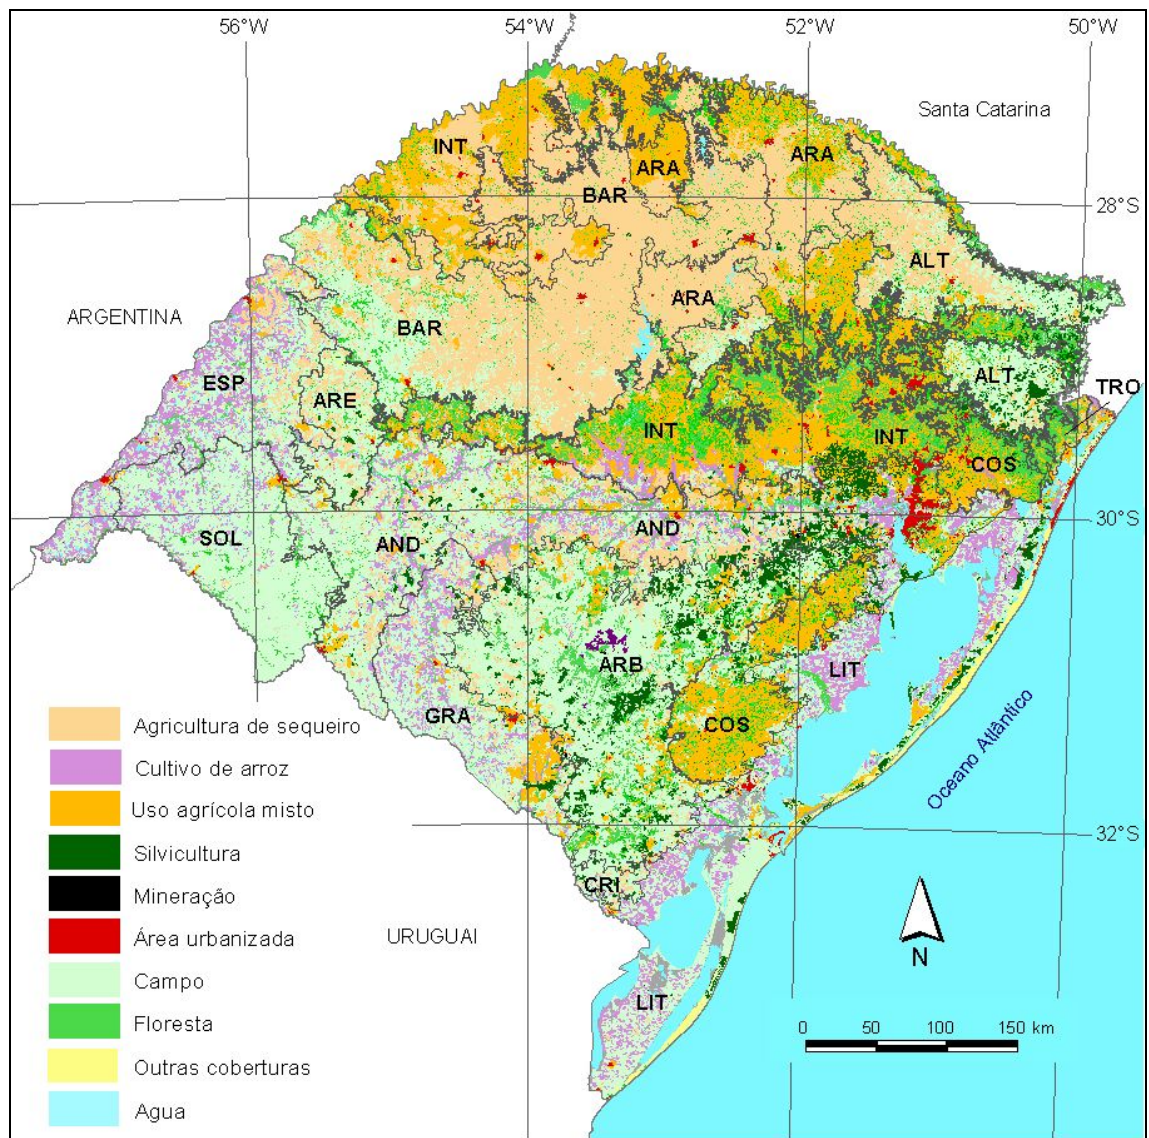 56°W 54°W 52°W 50°W
Santa Catarina
INT
ARA
ARA
BAR
28°S
ALT
ARA
ARGENTINA
BAR
ESP
ALT
ARE
TRO
INT
INT
COS
AND
30°S
SOL
AND
ARB
LIT
GRA
COS
Oceano Atlântico
Agricultura de sequeiro
Cultivo de arroz
Uso agrícola misto
32°S
Silvicultura
CRI
Mineração
Área urbanizada
URUGUAI
N
Campo
LIT
Floresta
0 50 100 150 km
Outras coberturas
Agua